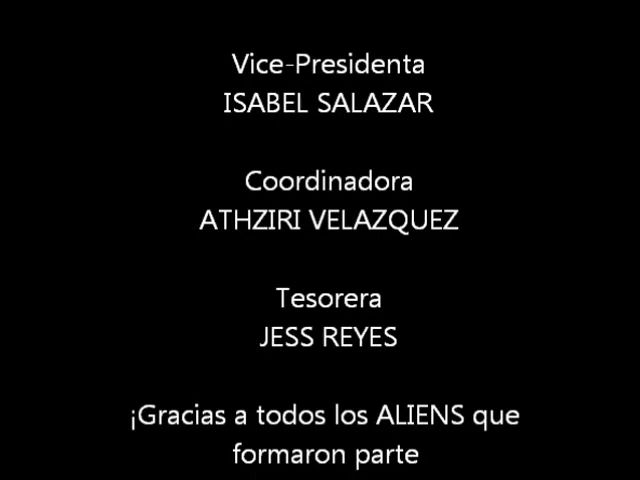 Vice-Presidenta
ISABEL SALAZAR
Coordinadora
ATHZIRI VELAZQUEZ
Tesorera
JESS REYES
¡Gracias a todos los ALIENS que
formaron parte